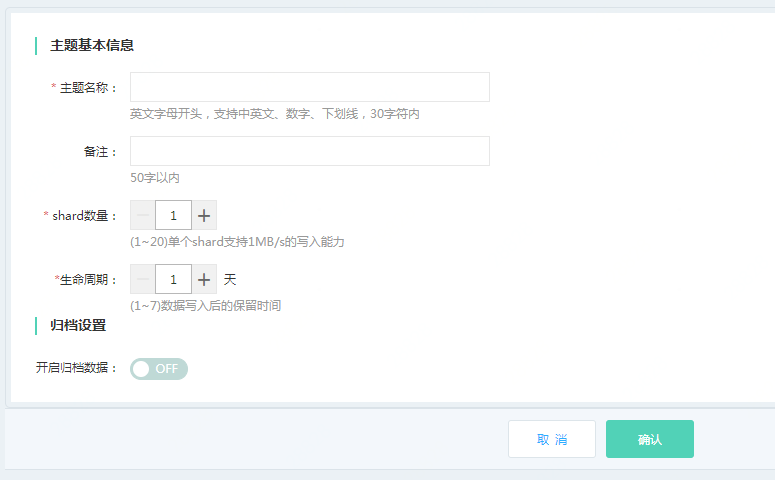 主题基本信息
* 主题名称：
英文字母开头，支持中英文、数字、下划线，30字符内
备注：
50字以内
* shard数量： － 1 +
(1~20)单个shard支持1MB/s的写入能力
*生命周期： － 1 + 天
(1~7)数据写入后的保留时间
归档设置
开启归档数据： OFF
取 消 确认